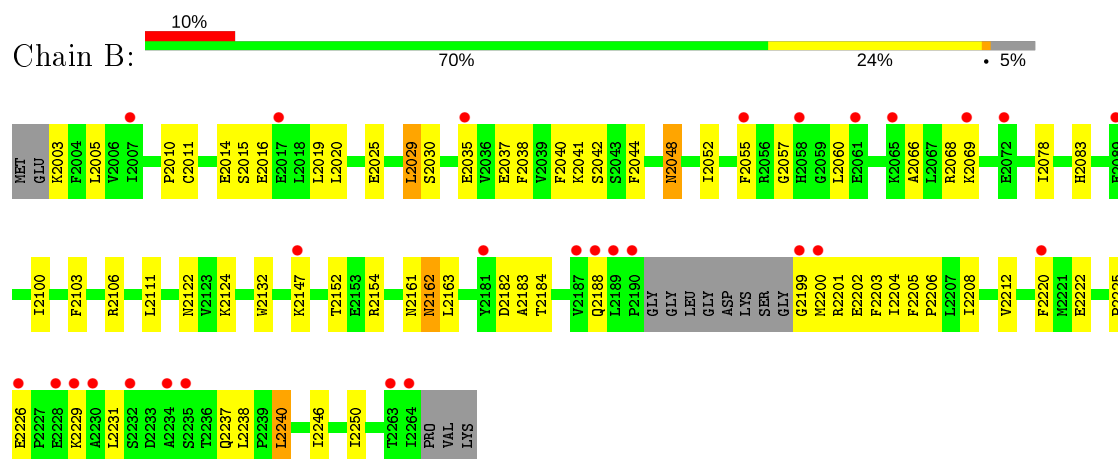 10%
Chain B:
70% 24% • 5%
MET GLU K2003 F2004 L2005 V2006 I2007 P2010 C2011 E2014 S2015 E2016 E2017 L2018 L2019 L2020 E2025 L2029 S2030 E2035 V2036 E2037 F2038 V2039 F2040 K2041 S2042 S2043 F2044 N2048 I2052 F2055 R2056 G2057 H2058 G2059 L2060 E2061 K2065 A2066 L2067 R2068 K2069 E2072 I2078 H2083
I2100 F2103 R2106 L2111 N2122 V2123 K2124 W2132 K2147 T2152 E2153 R2154 N2161 N2162 L2163 Y2181 D2182 A2183 T2184 V2187 Q2188 L2189 P2190 GLY GLY LEU GLY ASP LYS SER GLY G2199 M2200 R2201 E2202 F2203 I2204 F2205 P2206 L2207 I2208 V2212 F2220 M2221 E2222
E2226 P2227 E2228 K2229 A2230 L2231 S2232 D2233 A2234 S2235 T2236 Q2237 L2238 P2239 L2240 I2246 I2250 T2263 I2264 PRO VAL LYS